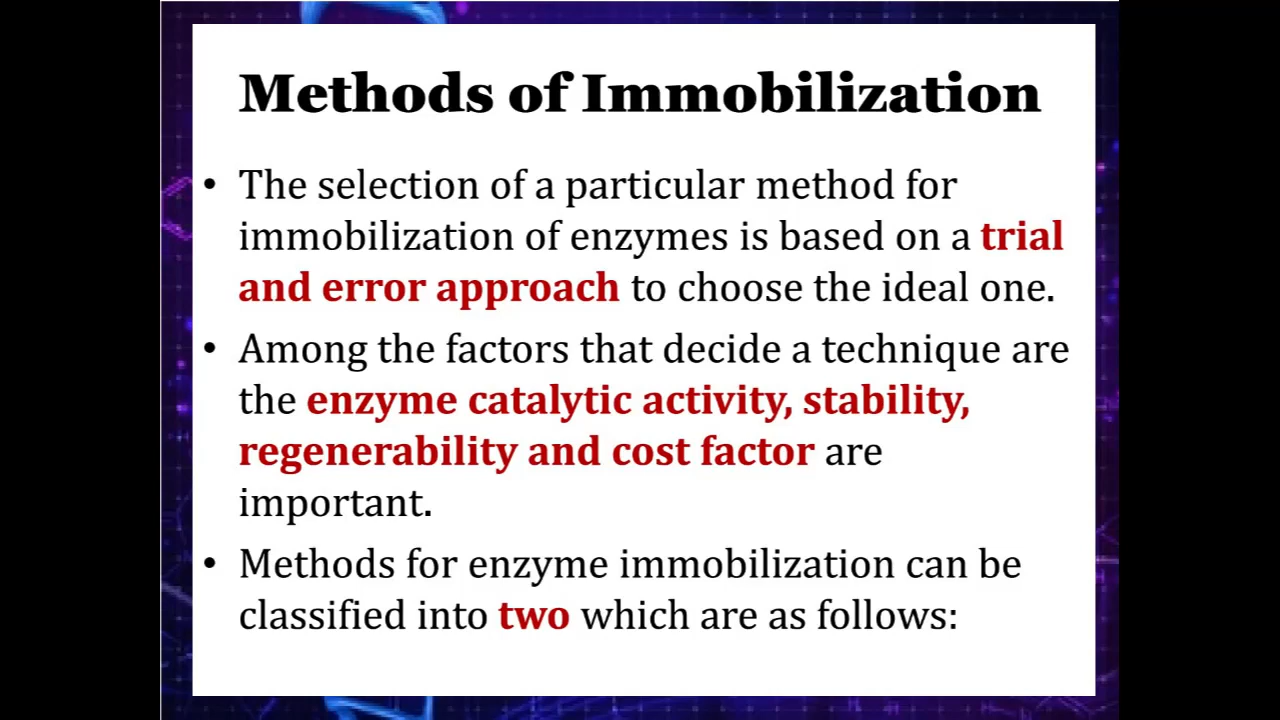 Methods of Immobilization
• The selection of a particular method for
immobilization of enzymes is based on a trial
and error approach to choose the ideal one.
• Among the factors that decide a technique are
the enzyme catalytic activity, stability,
regenerability and cost factor are
important.
• Methods for enzyme immobilization can be
classified into two which are as follows: